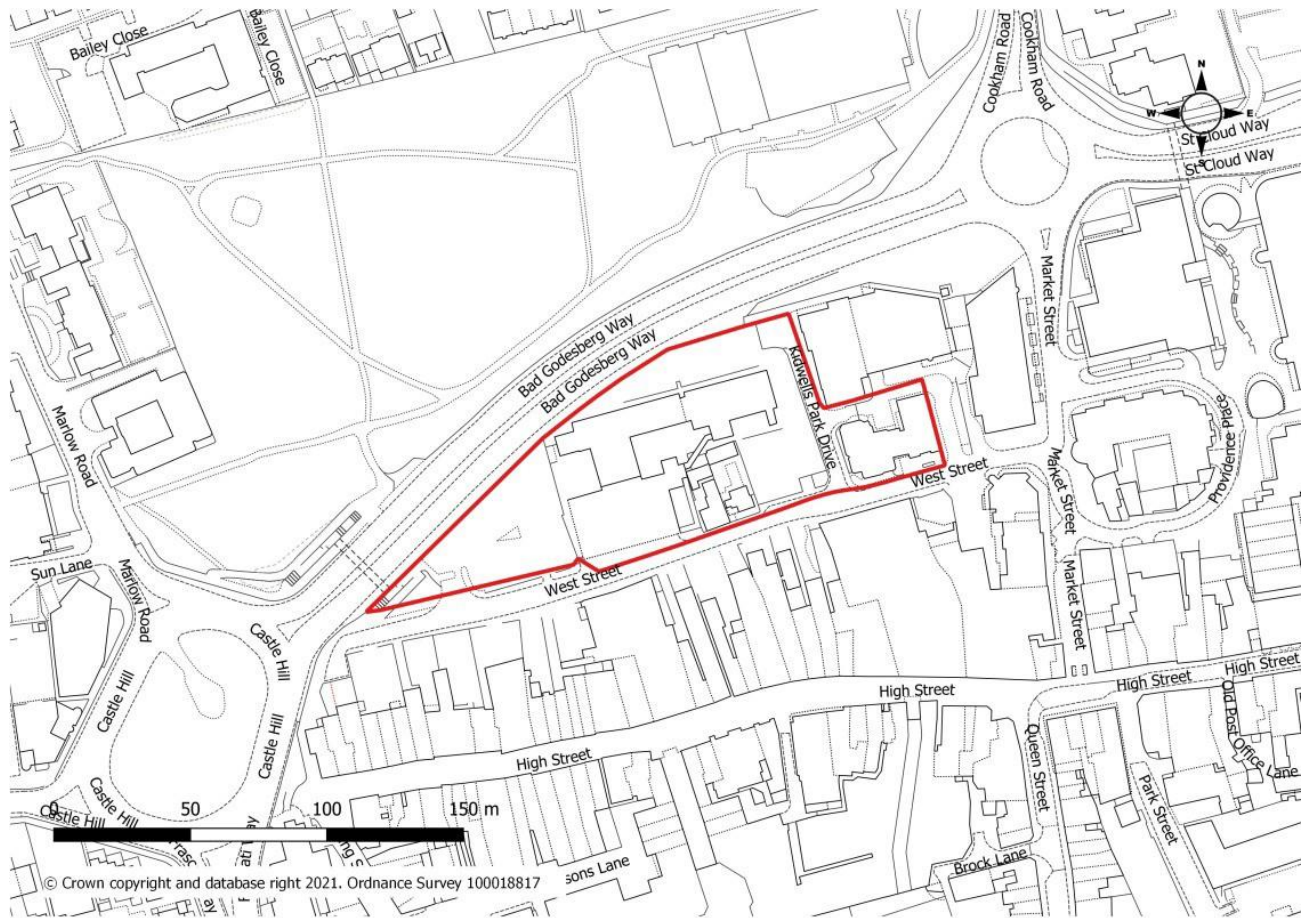 Bailey Close
Bailey Close
Cookham Road
Cookham Road
N
W
E
S
St Cloud Way
St Cloud Way
Market Street
Bad Godesberg Way
Bad Godesberg Way
Kidwells Park Drive
Marlow Road
West Street
Market Street
Providence Place
Sun Lane
Marlow Road
West Street
Market Street
Castle Hill
Castle Hill
Castle Hill
High Street
High Street
High Street
Old Post Office Lane
Queen Street
High Street
Park Street
Castle Hill
Castle Hill
0 50 100 150 m
Brock Lane
sons Lane
© Crown copyright and database right 2021. Ordnance Survey 100018817